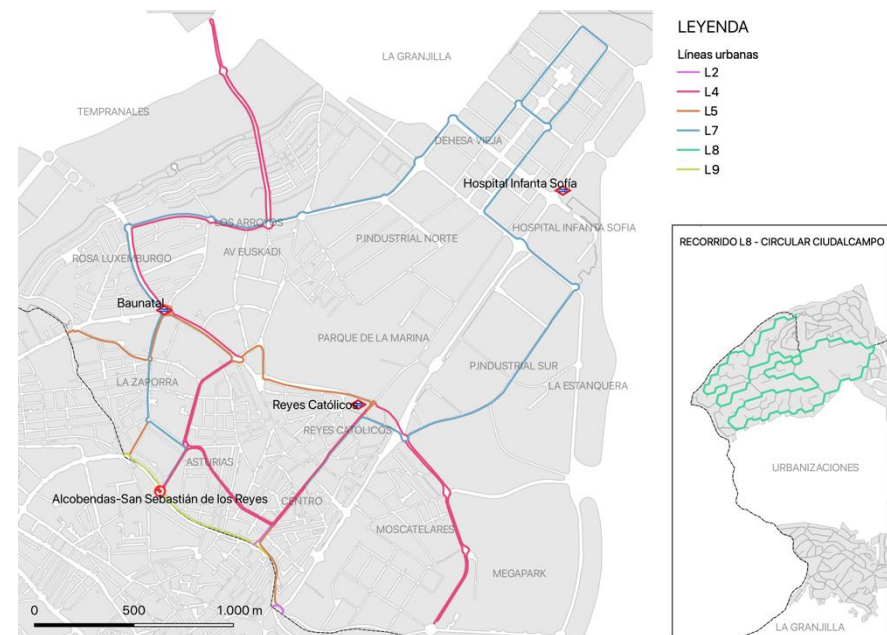 LEYENDA
Líneas urbanas
L2
L4
L5
L7
L8
L9
LA GRANJILLA
TEMPRANALES
DEHESA VIEJA
Hospital Infanta Sofía
LOS ARROYOS
HOSPITAL INFANTA SOFIA
P.INDUSTRIAL NORTE
AV EUSKADI
ROSA LUXEMBURGO
Baunatal
PARQUE DE LA MARINA
P.INDUSTRIAL SUR
LA ZAPORRA
LA ESTANQUERA
Reyes Católicos
REYES CATÓLICOS
ASTURIAS
Alcobendas-San Sebastián de los Reyes
CENTRO
MOSCATELARES
MEGAPARK
0 500 1.000 m
RECORRIDO L8 - CIRCULAR CIUDALCAMPO
URBANIZACIONES
LA GRANJILLA